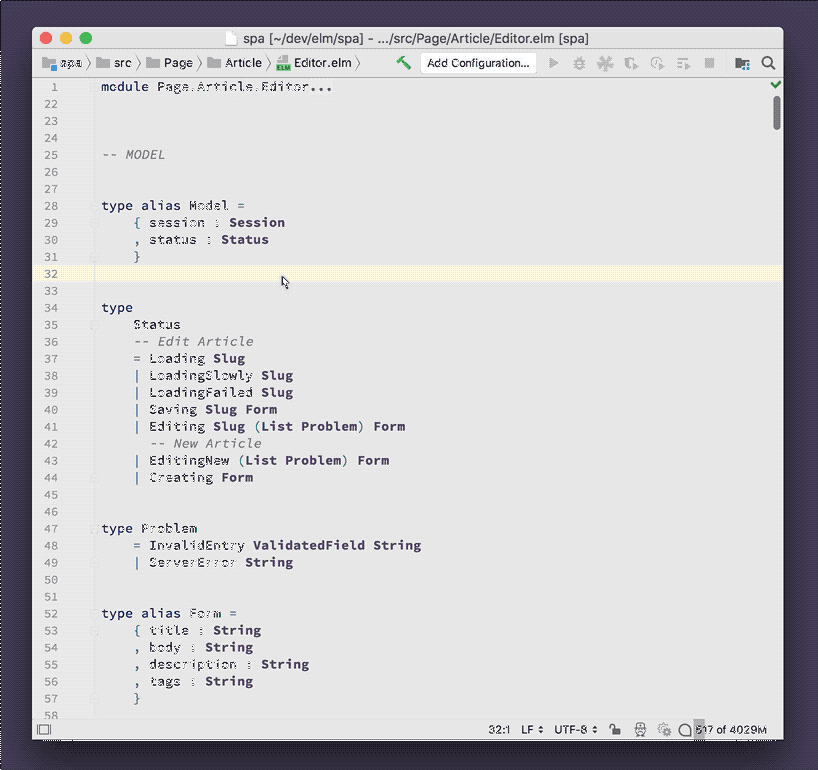 spa [~/dev/elm/spa] - .../src/Page/Article/Editor.elm [spa]
spa src Page Article Editor.elm Add Configuration...
1 module Page.Article.Editor...
22
23
24
25 -- MODEL
26
27
28 type alias Model =
29 { session : Session
30 , status : Status
31 }
32
33
34 type
35 Status
36 -- Edit Article
37 = Loading Slug
38 | LoadingSlowly Slug
39 | LoadingFailed Slug
40 | Saving Slug Form
41 | Editing Slug (List Problem) Form
42 -- New Article
43 | EditingNew (List Problem) Form
44 | Creating Form
45
46
47 type Problem
48 = InvalidEntry ValidatedField String
49 | ServerError String
50
51
52 type alias Form =
53 { title : String
54 , body : String
55 , description : String
56 , tags : String
57 }
58
32:1 LF UTF-8 517 of 4029M